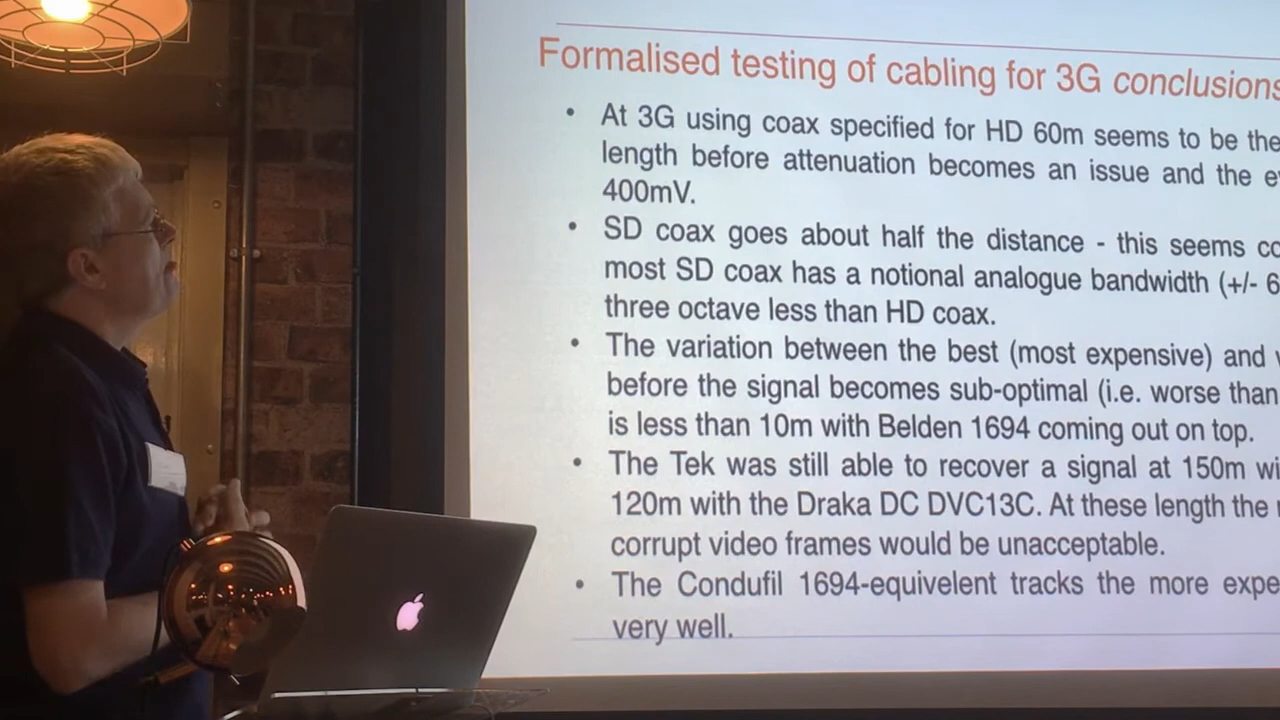 Formalised testing of cabling for 3G conclusions
• At 3G using coax specified for HD 60m seems to be the
length before attenuation becomes an issue and the
400mV.
• SD coax goes about half the distance - this seems
most SD coax has a notional analogue bandwidth (+/- 6
three octave less than HD coax.
• The variation between the best (most expensive) and
before the signal becomes sub-optimal (i.e. worse than
is less than 10m with Belden 1694 coming out on top.
• The Tek was still able to recover a signal at 150m
120m with the Draka DC DVC13C. At these length the
corrupt video frames would be unacceptable.
• The Condufil 1694-equivelent tracks the more
very well.